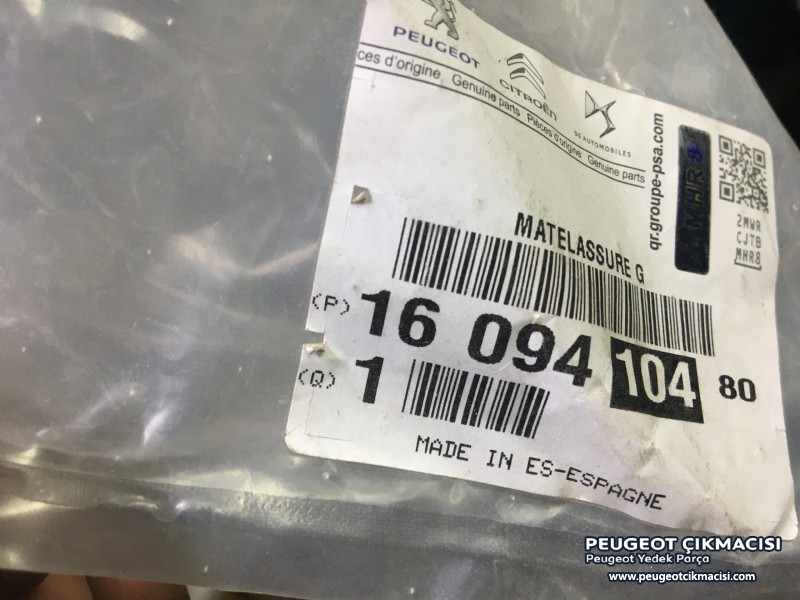 PEUGEOT
CITROËN
DS AUTOMOBILES
ces d'origine Genuine parts Pièces d'origine Genuine parts
qr.groupe-psa.com
MHR8
2MWR
CJTB
MHR8
MATELASSURE G
(P) 16 094 104 80
(Q) 1
MADE IN ES-ESPAGNE
PEUGEOT ÇIKMACISI
Peugeot Yedek Parça
www.peugeotcikmacisi.com